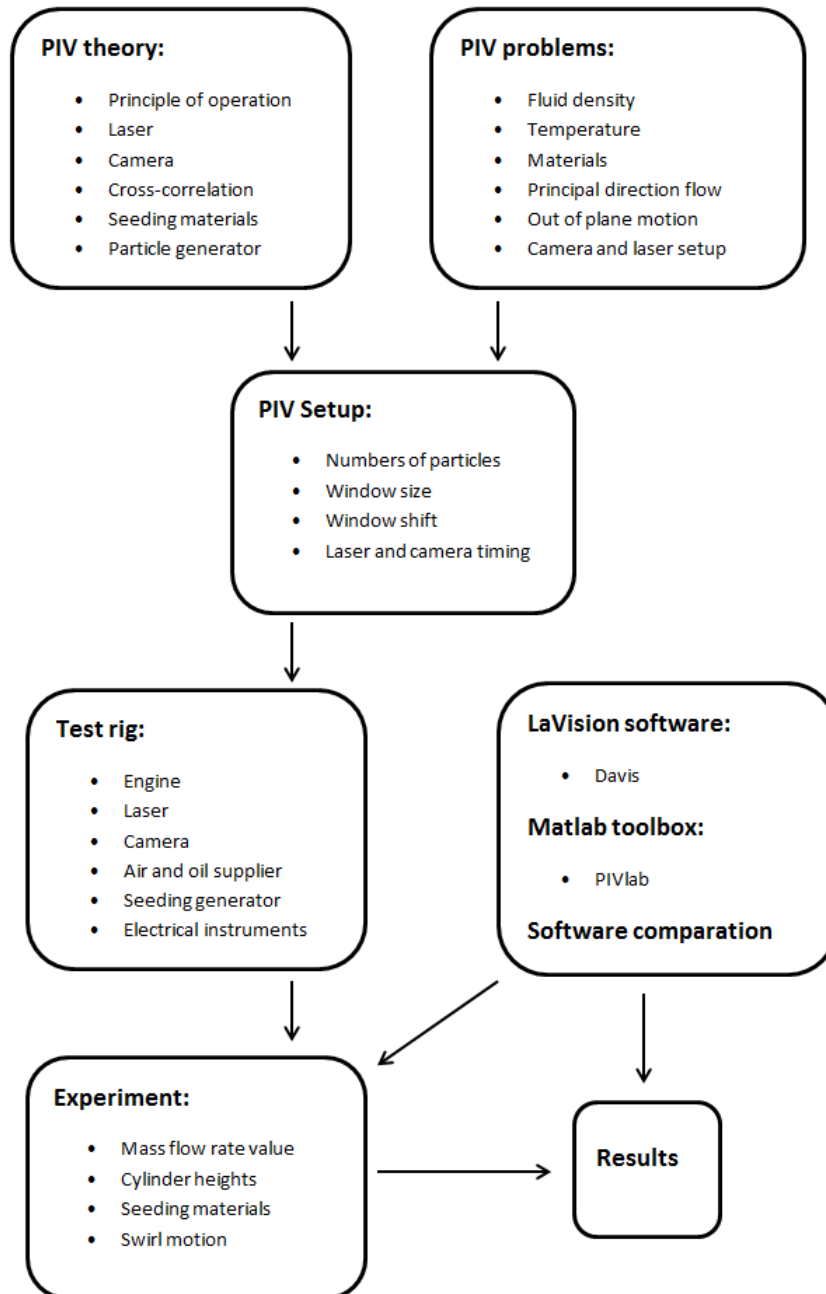 PIV theory:
• Principle of operation
• Laser
• Camera
• Cross-correlation
• Seeding materials
• Particle generator
PIV problems:
• Fluid density
• Temperature
• Materials
• Principal direction flow
• Out of plane motion
• Camera and laser setup
PIV Setup:
• Numbers of particles
• Window size
• Window shift
• Laser and camera timing
Test rig:
• Engine
• Laser
• Camera
• Air and oil supplier
• Seeding generator
• Electrical instruments
LaVision software:
• Davis
Matlab toolbox:
• PIVlab
Software comparation
Experiment:
• Mass flow rate value
• Cylinder heights
• Seeding materials
• Swirl motion
Results